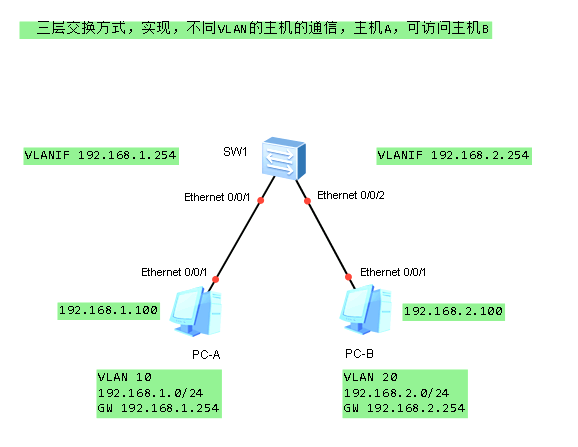 三层交换方式，实现，不同VLAN的主机的通信，主机A，可访问主机B
VLANIF 192.168.1.254
SW1
VLANIF 192.168.2.254
Ethernet 0/0/1
Ethernet 0/0/2
Ethernet 0/0/1
Ethernet 0/0/1
192.168.1.100
192.168.2.100
PC-A
PC-B
VLAN 10
192.168.1.0/24
GW 192.168.1.254
VLAN 20
192.168.2.0/24
GW 192.168.2.254